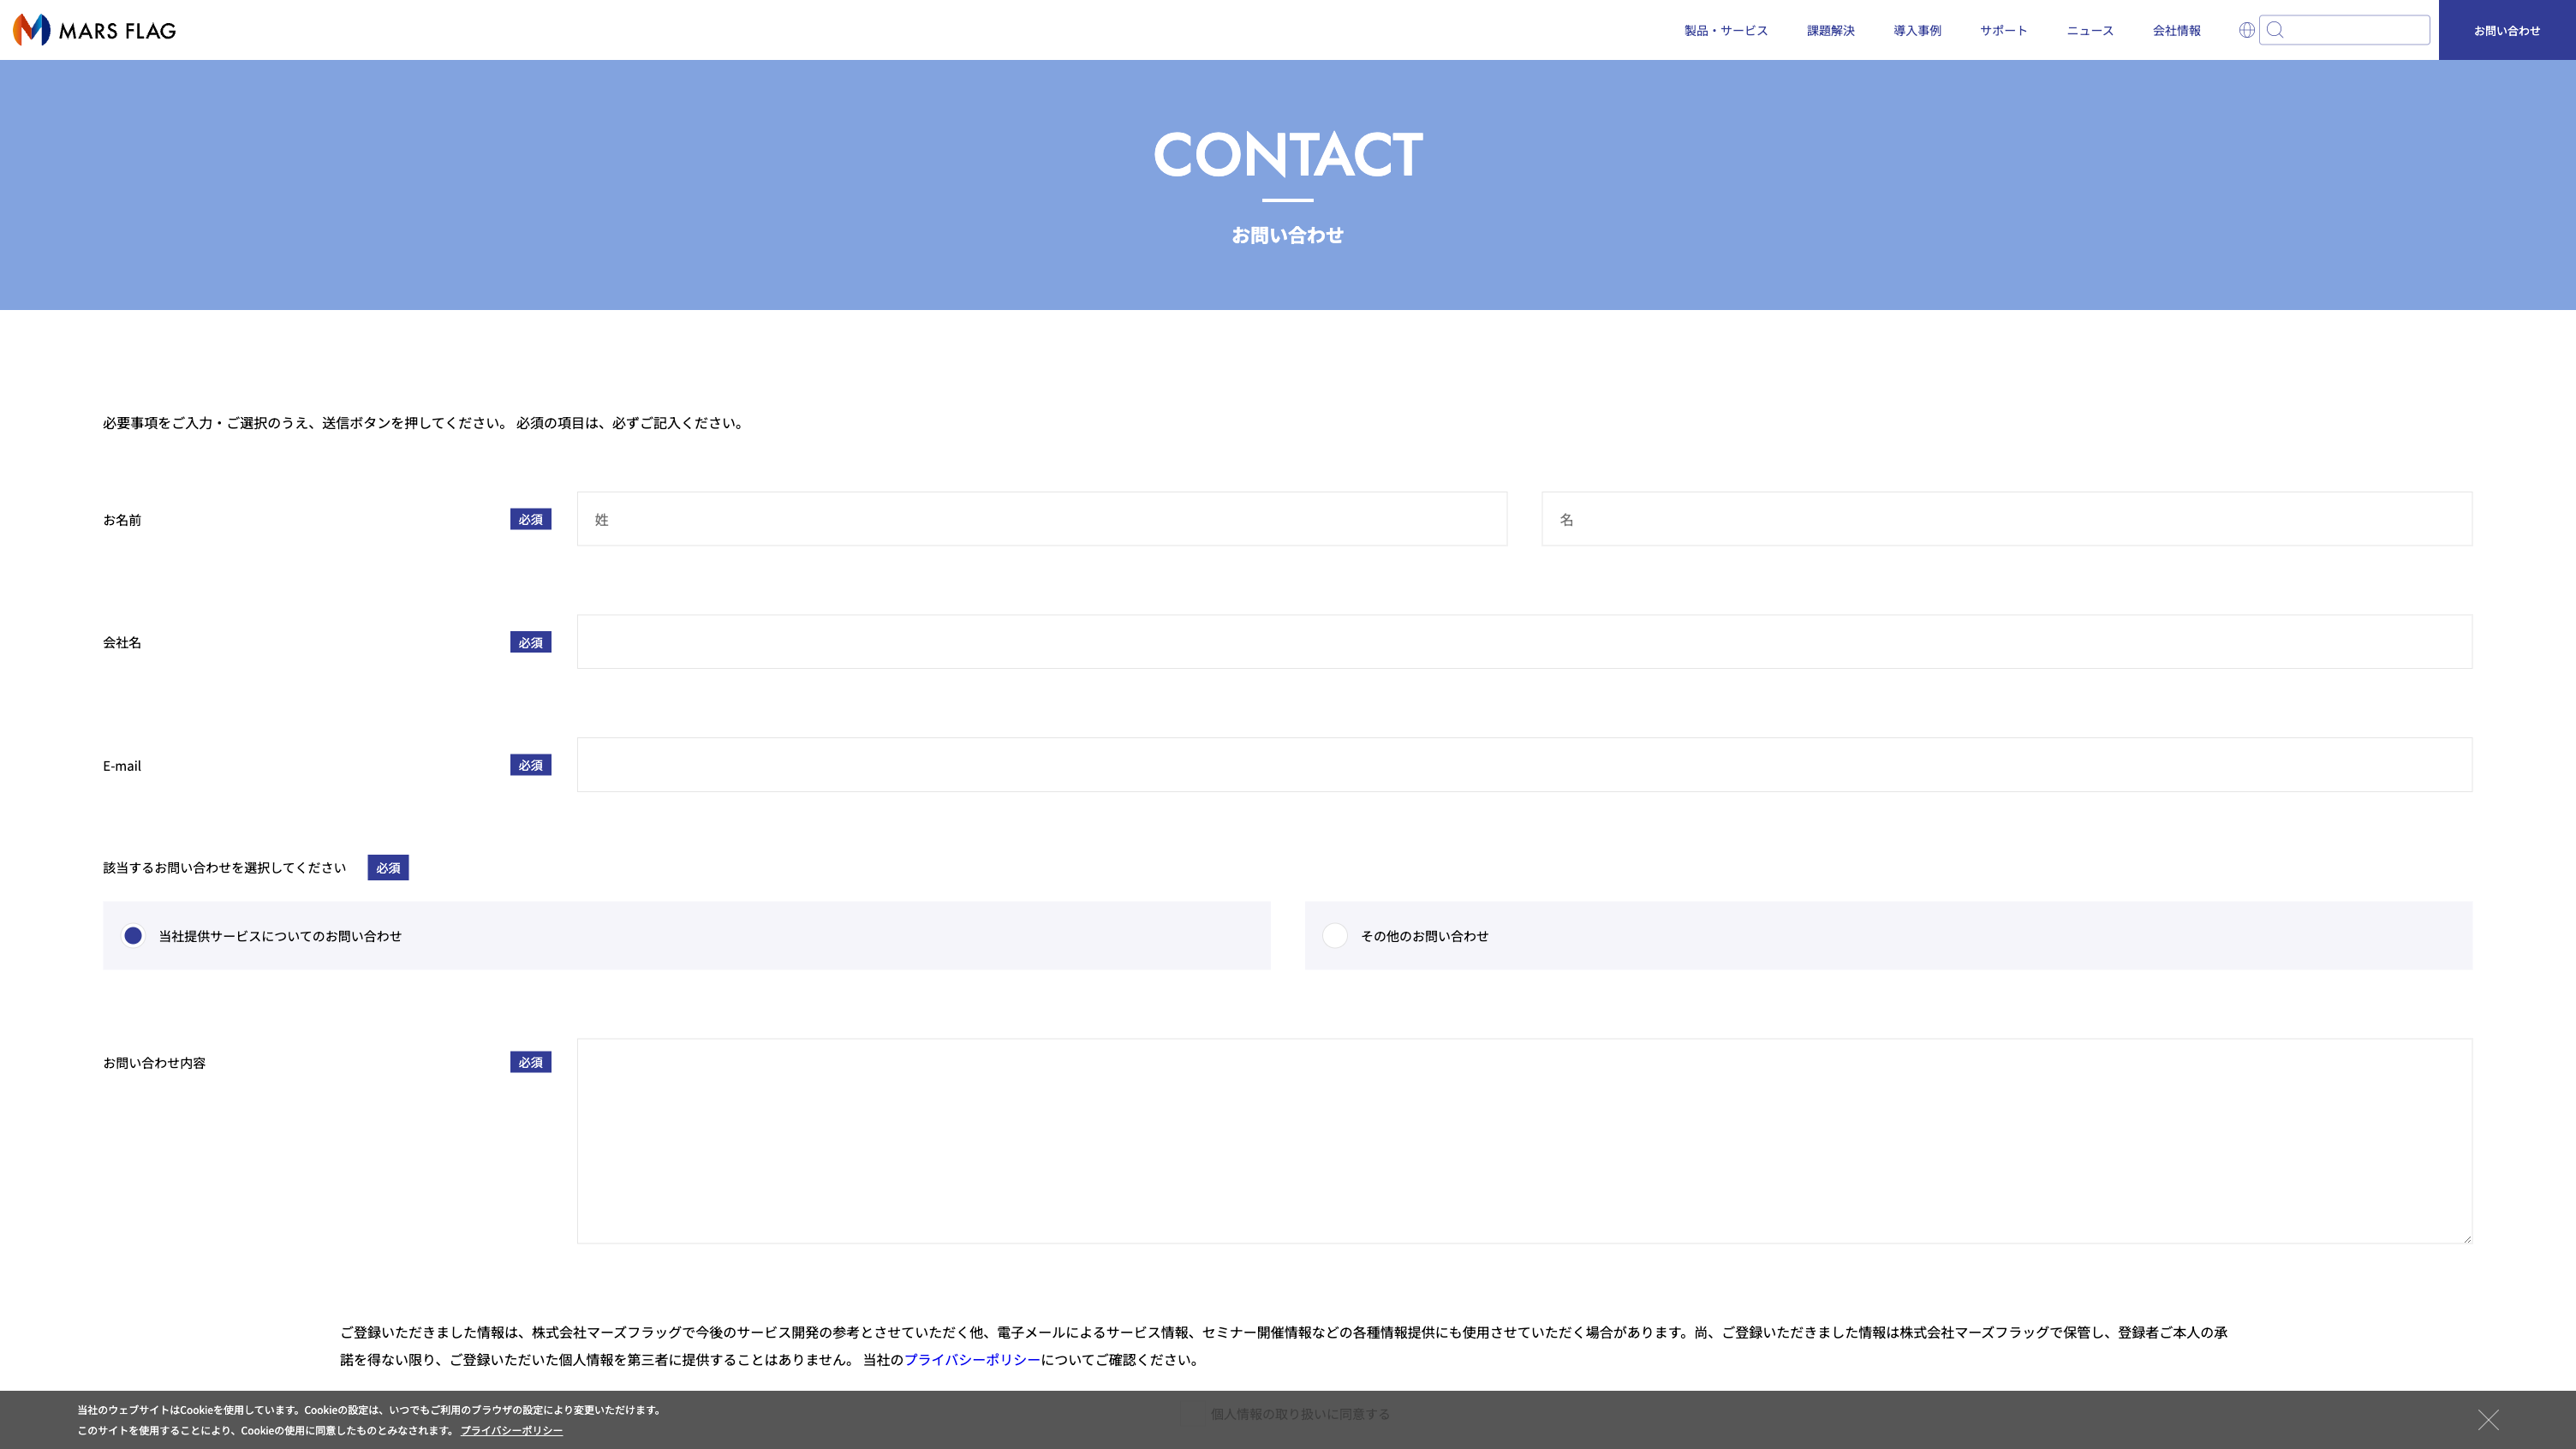 MARS FLAG
製品・サービス 課題解決 導入事例 サポート ニュース 会社情報 お問い合わせ
CONTACT
お問い合わせ
必要事項をご入力・ご選択のうえ、送信ボタンを押してください。 必須の項目は、必ずご記入ください。
お名前 必須 姓 名
会社名 必須
E-mail 必須
該当するお問い合わせを選択してください 必須
当社提供サービスについてのお問い合わせ その他のお問い合わせ
お問い合わせ内容 必須
ご登録いただきました情報は、株式会社マーズフラッグで今後のサービス開発の参考とさせていただく他、電子メールによるサービス情報、セミナー開催情報などの各種情報提供にも使用させていただく場合があります。尚、ご登録いただきました情報は株式会社マーズフラッグで保管し、登録者ご本人の承
諾を得ない限り、ご登録いただいた個人情報を第三者に提供することはありません。 当社のプライバシーポリシーについてご確認ください。
個人情報の取り扱いに同意する
当社のウェブサイトはCookieを使用しています。Cookieの設定は、いつでもご利用のブラウザの設定により変更いただけます。
このサイトを使用することにより、Cookieの使用に同意したものとみなされます。 プライバシーポリシー